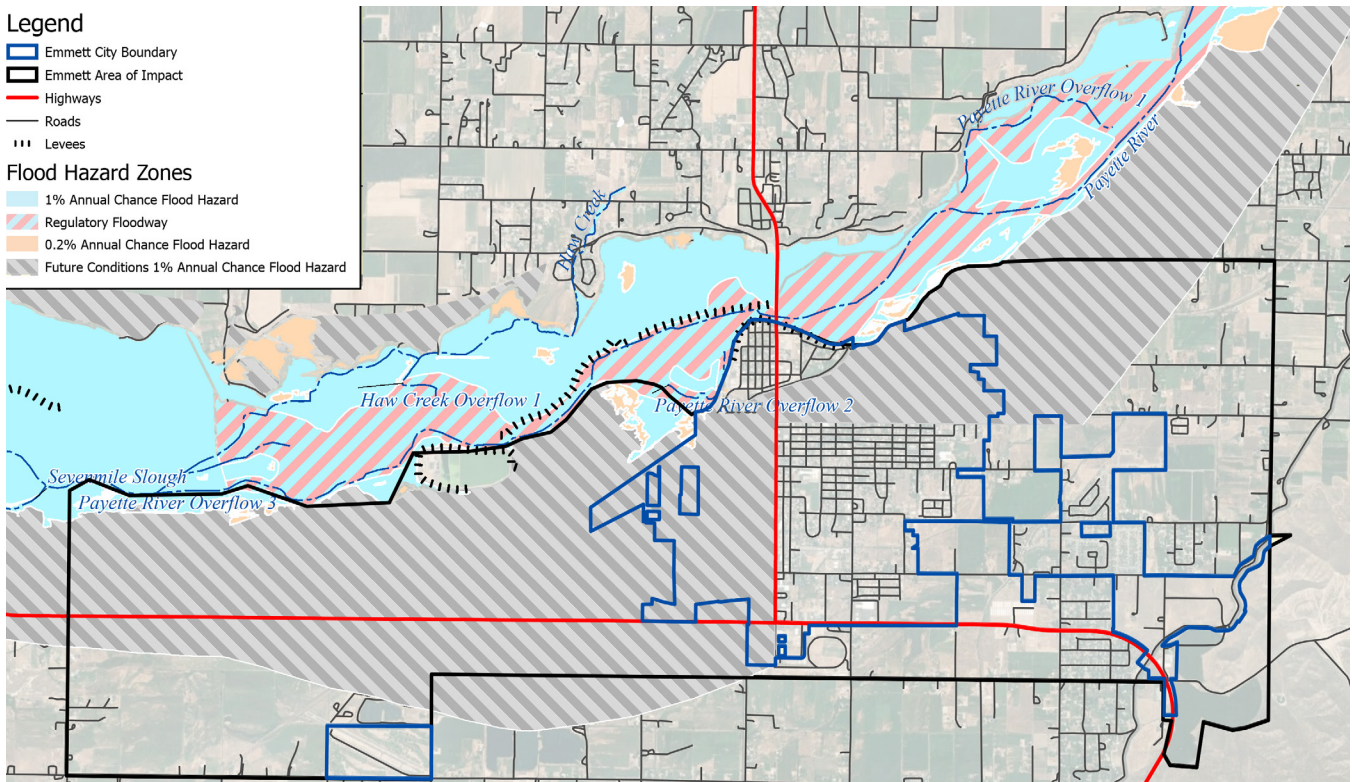 Legend
Emmett City Boundary
Emmett Area of Impact
Highways
Roads
Levees
Flood Hazard Zones
1% Annual Chance Flood Hazard
Regulatory Floodway
0.2% Annual Chance Flood Hazard
Future Conditions 1% Annual Chance Flood Hazard
Payette River Overflow 1
Payette River
Haw Creek
Haw Creek Overflow 1
Payette River Overflow 2
Sevenmile Slough
Payette River Overflow 3